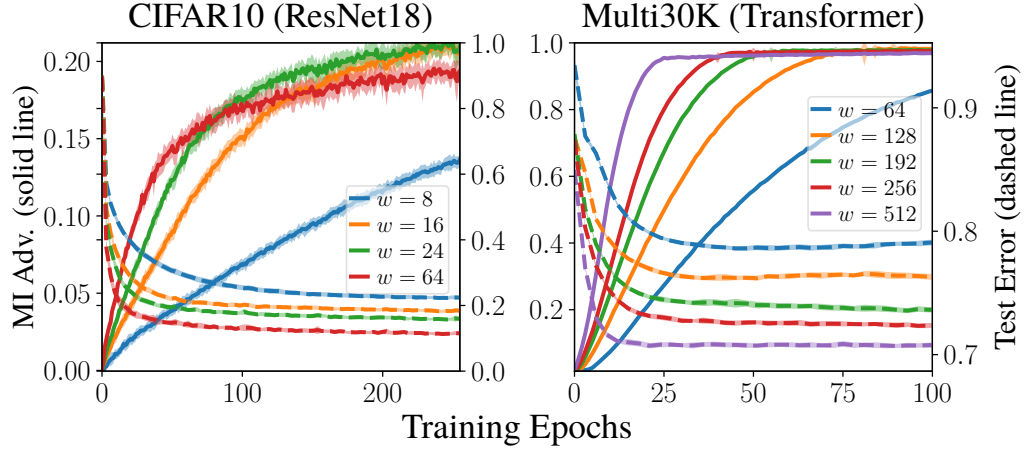 CIFAR10 (ResNet18)
Multi30K (Transformer)
MI Adv. (solid line)
0.20
0.15
0.10
0.05
0.00
1.0
0.8
0.6
0.4
0.2
0.0
w = 8
w = 16
w = 24
w = 64
0
100
200
1.0
0.8
0.6
0.4
0.2
0.9
0.8
0.7
w = 64
w = 128
w = 192
w = 256
w = 512
0
25
50
75
100
Test Error (dashed line)
Training Epochs